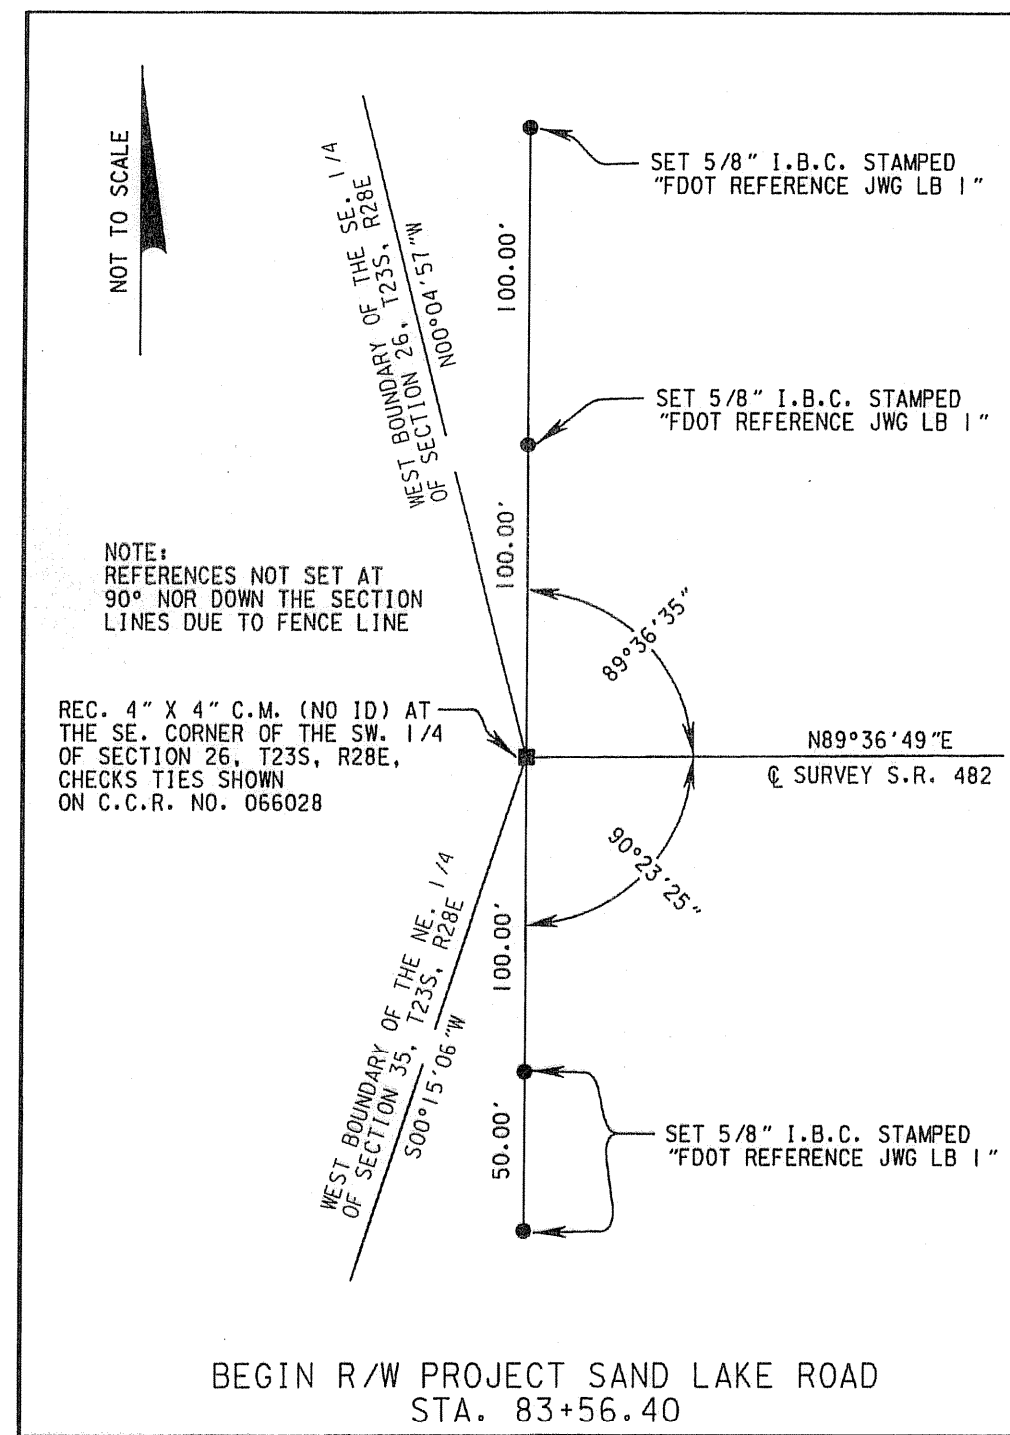 NOT TO SCALE
SET 5/8" I.B.C. STAMPED
"FDOT REFERENCE JWG LB 1"
100.00'
WEST BOUNDARY OF THE SE. 1/4
OF SECTION 26, T23S, R28E
N00°04'57"W
SET 5/8" I.B.C. STAMPED
"FDOT REFERENCE JWG LB 1"
100.00'
NOTE:
REFERENCES NOT SET AT
90° NOR DOWN THE SECTION
LINES DUE TO FENCE LINE
89°36'35"
REC. 4" X 4" C.M. (NO ID) AT
THE SE. CORNER OF THE SW. 1/4
OF SECTION 26, T23S, R28E,
CHECKS TIES SHOWN
ON C.C.R. NO. 066028
N89°36'49"E
℄ SURVEY S.R. 482
90°23'25"
100.00'
WEST BOUNDARY OF THE NE. 1/4
OF SECTION 35, T23S, R28E
S00°15'06"W
50.00'
SET 5/8" I.B.C. STAMPED
"FDOT REFERENCE JWG LB 1"
BEGIN R/W PROJECT SAND LAKE ROAD
STA. 83+56.40